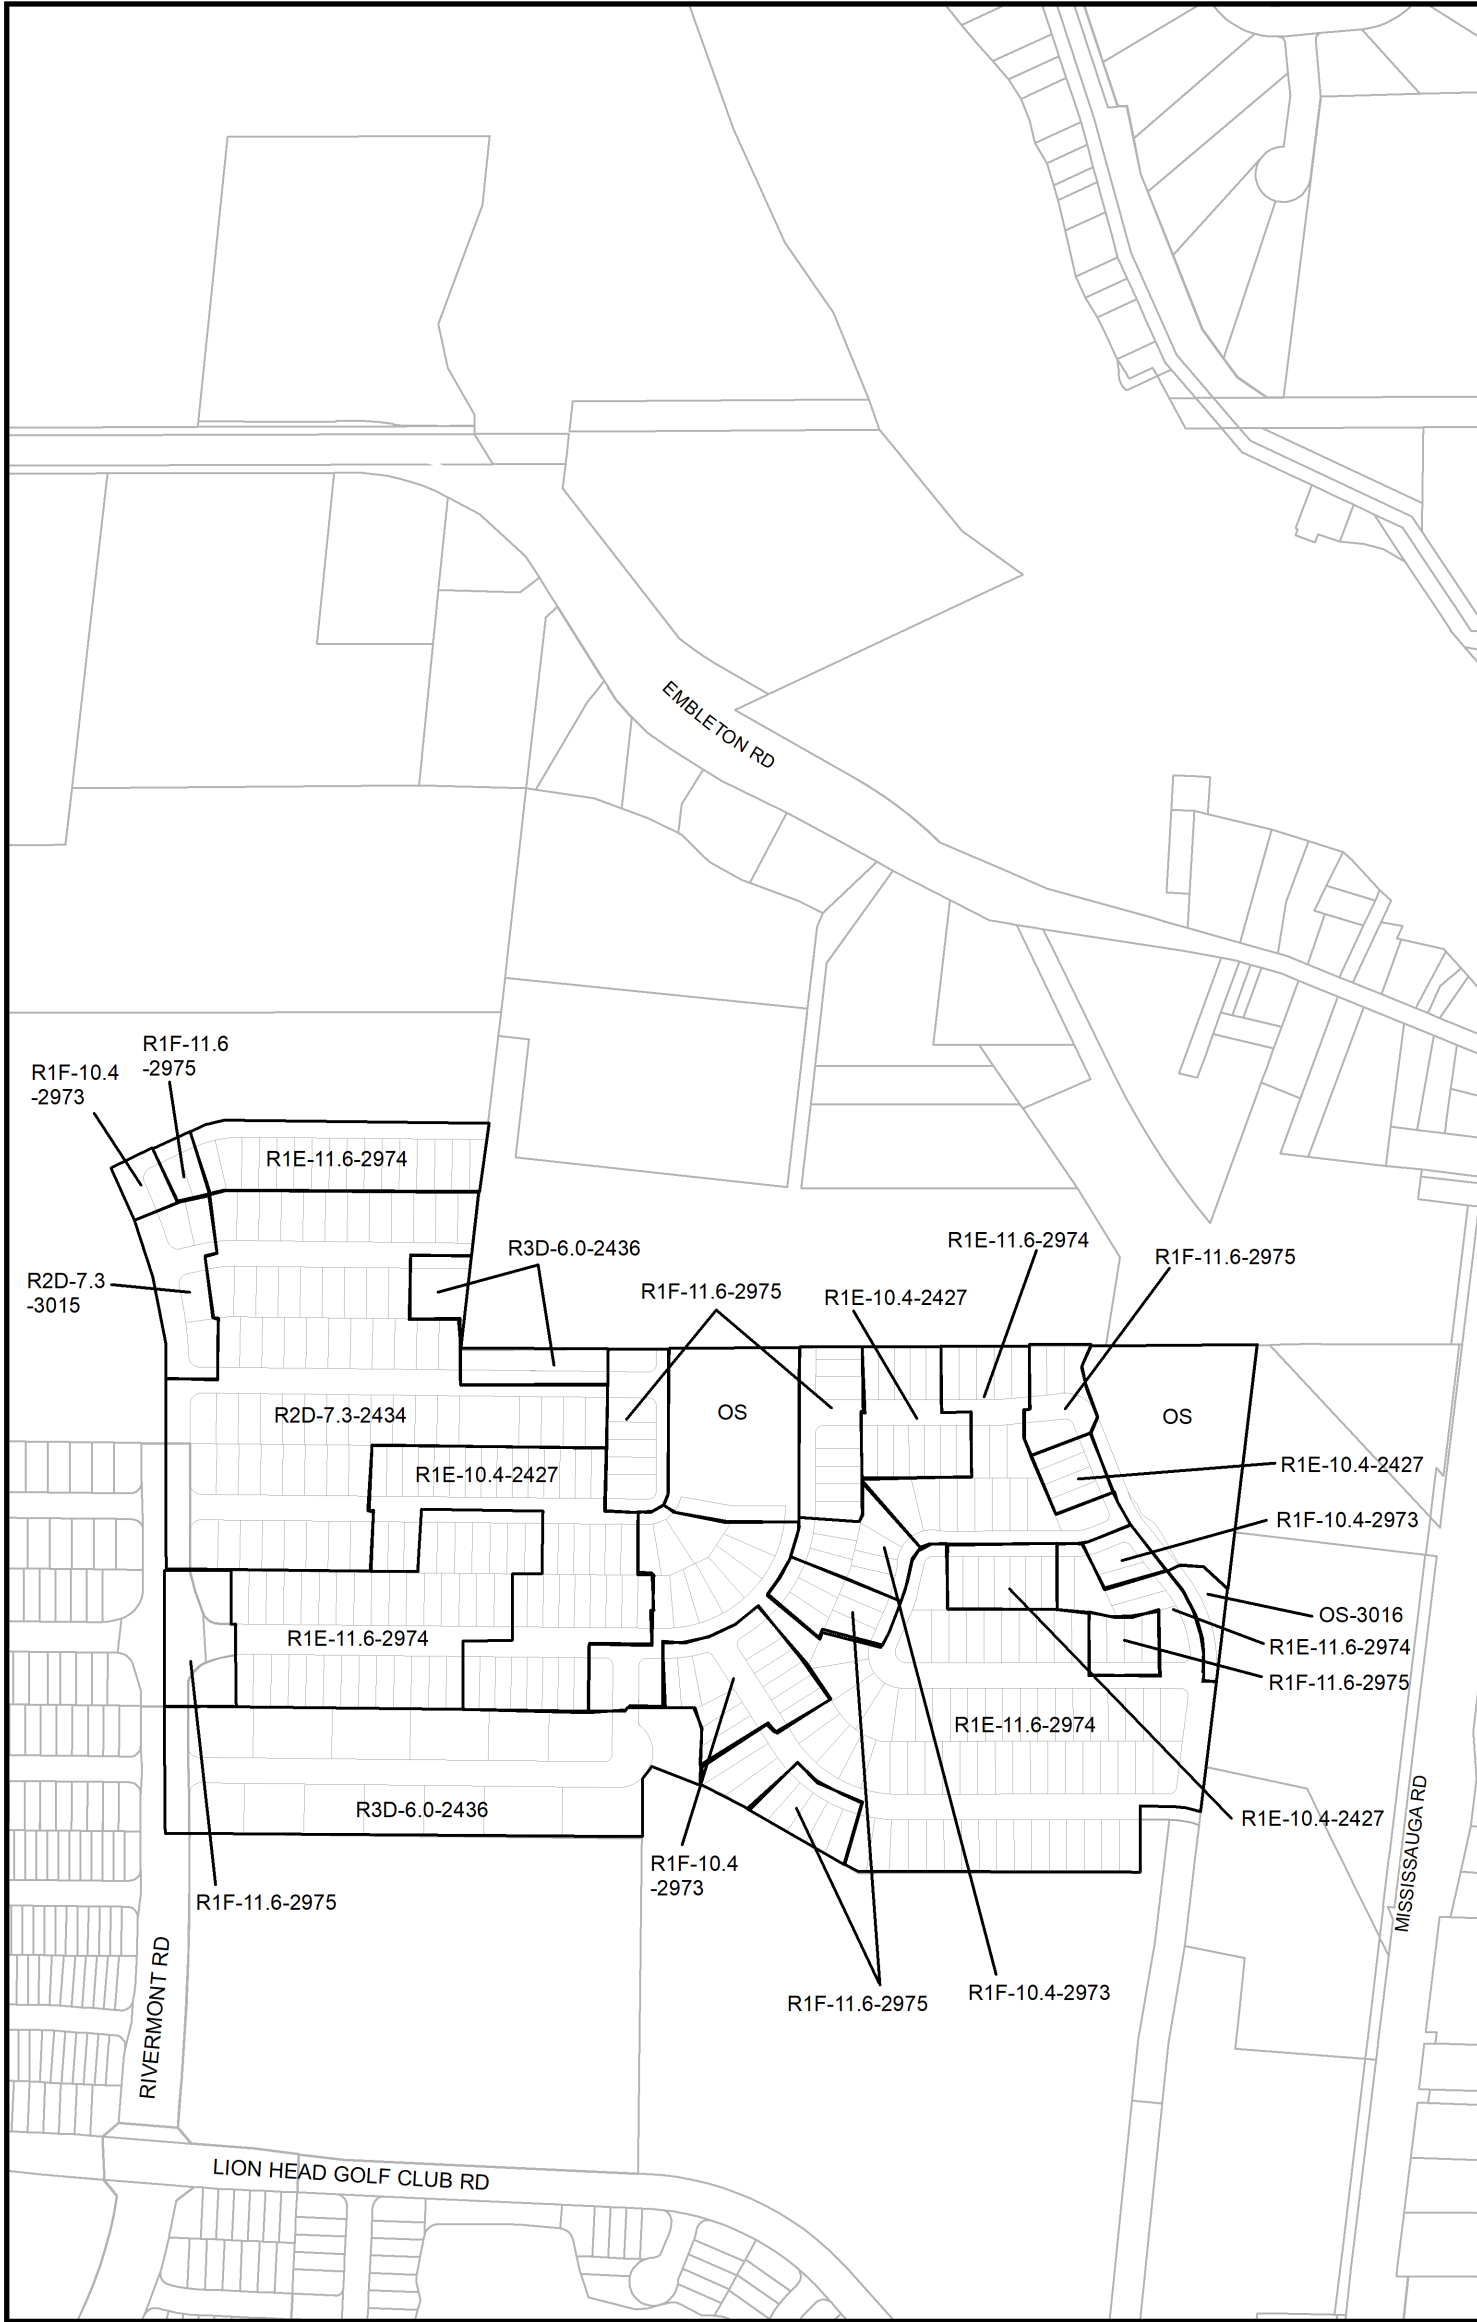 EMBLETON RD
R1F-11.6
-2975
R1F-10.4
-2973
R1E-11.6-2974
R3D-6.0-2436
R1E-11.6-2974
R1F-11.6-2975
R2D-7.3
-3015
R1F-11.6-2975
R1E-10.4-2427
R2D-7.3-2434
OS
OS
R1E-10.4-2427
R1E-10.4-2427
R1F-10.4-2973
OS-3016
R1E-11.6-2974
R1E-11.6-2974
R1F-11.6-2975
R1E-11.6-2974
R3D-6.0-2436
R1E-10.4-2427
R1F-10.4
-2973
MISSISSAUGA RD
R1F-11.6-2975
R1F-11.6-2975
R1F-10.4-2973
RIVERMONT RD
LION HEAD GOLF CLUB RD